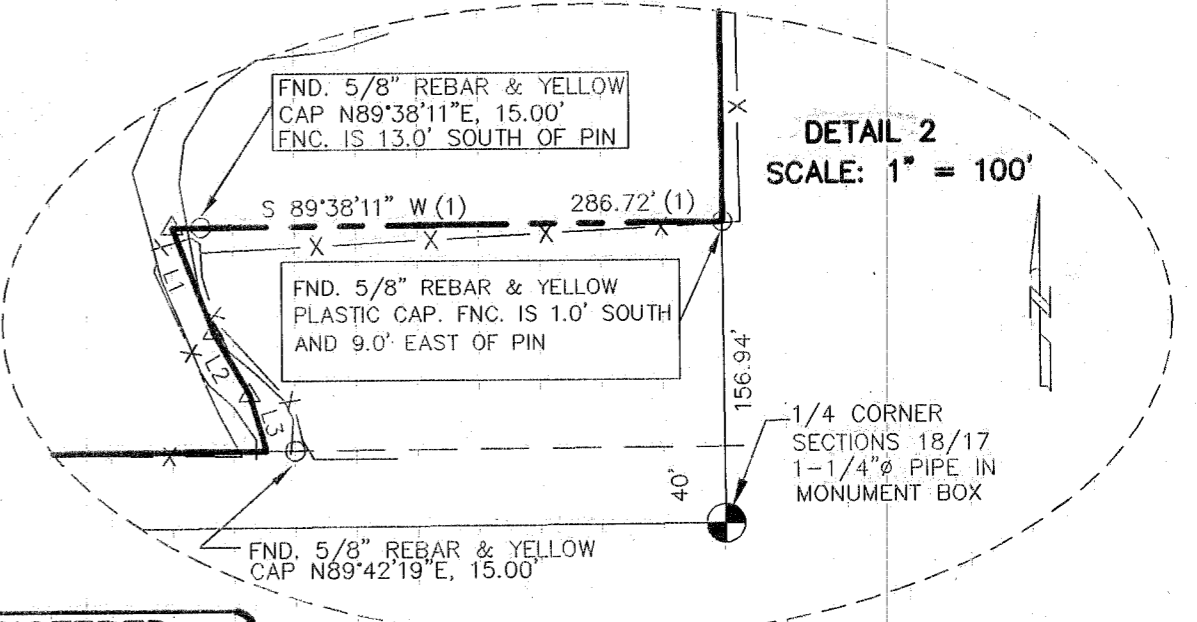 FND. 5/8" REBAR & YELLOW
CAP N89°38'11"E, 15.00'
FNC. IS 13.0' SOUTH OF PIN
DETAIL 2
SCALE: 1" = 100'
S 89°38'11" W (1)
286.72' (1)
FND. 5/8" REBAR & YELLOW
PLASTIC CAP. FNC. IS 1.0' SOUTH
AND 9.0' EAST OF PIN
L1
L2
L3
156.94'
40'
N
1/4 CORNER
SECTIONS 18/17
1-1/4"ø PIPE IN
MONUMENT BOX
FND. 5/8" REBAR & YELLOW
CAP N89°42'19"E, 15.00'